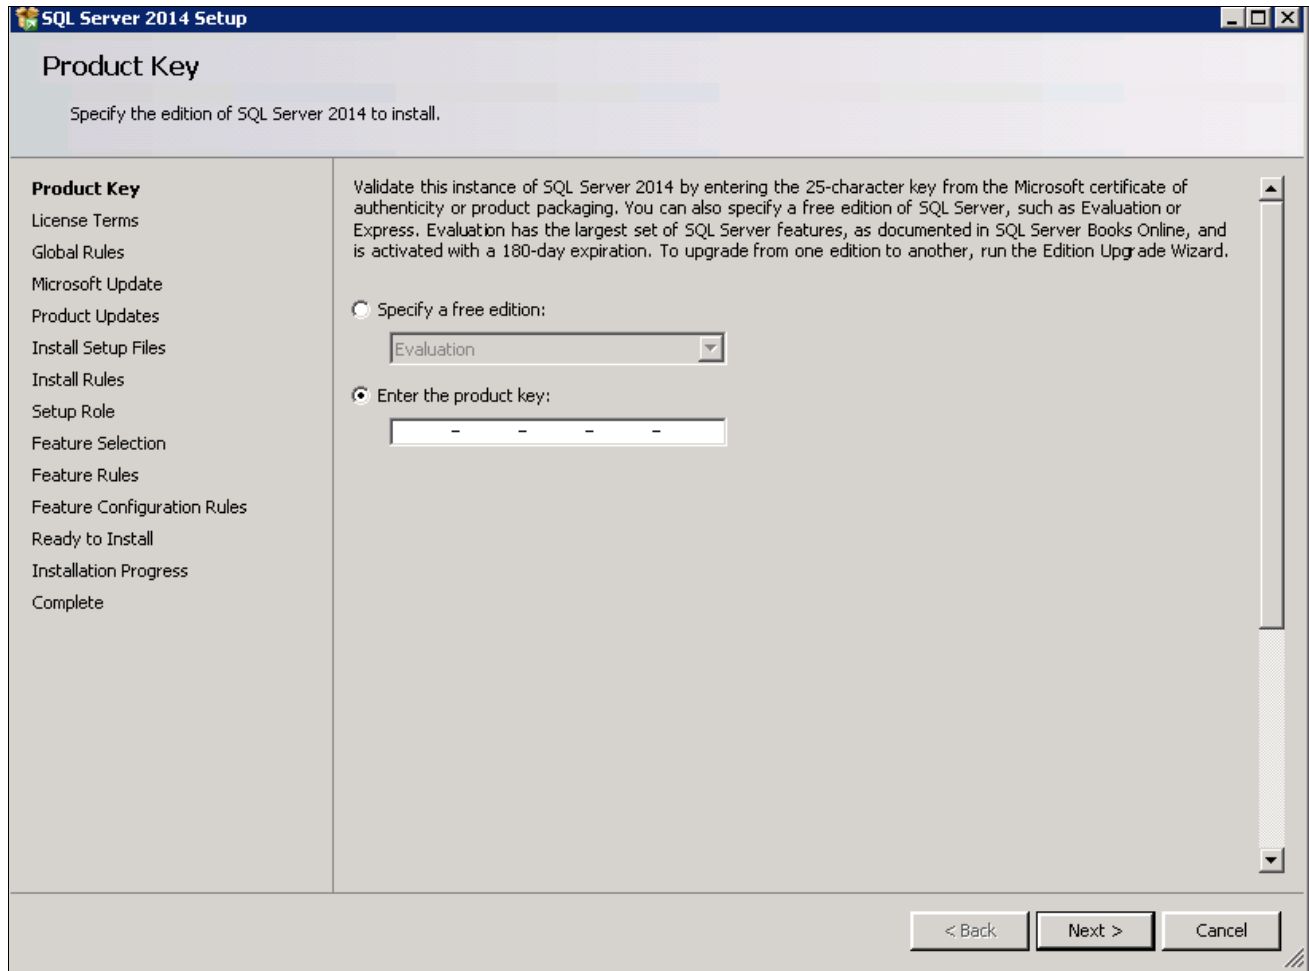 SQL Server 2014 Setup
Product Key
Specify the edition of SQL Server 2014 to install.
Product Key
License Terms
Global Rules
Microsoft Update
Product Updates
Install Setup Files
Install Rules
Setup Role
Feature Selection
Feature Rules
Feature Configuration Rules
Ready to Install
Installation Progress
Complete
Validate this instance of SQL Server 2014 by entering the 25-character key from the Microsoft certificate of
authenticity or product packaging. You can also specify a free edition of SQL Server, such as Evaluation or
Express. Evaluation has the largest set of SQL Server features, as documented in SQL Server Books Online, and
is activated with a 180-day expiration. To upgrade from one edition to another, run the Edition Upgrade Wizard.
Specify a free edition:
Evaluation
Enter the product key:
- - - -
< Back
Next >
Cancel